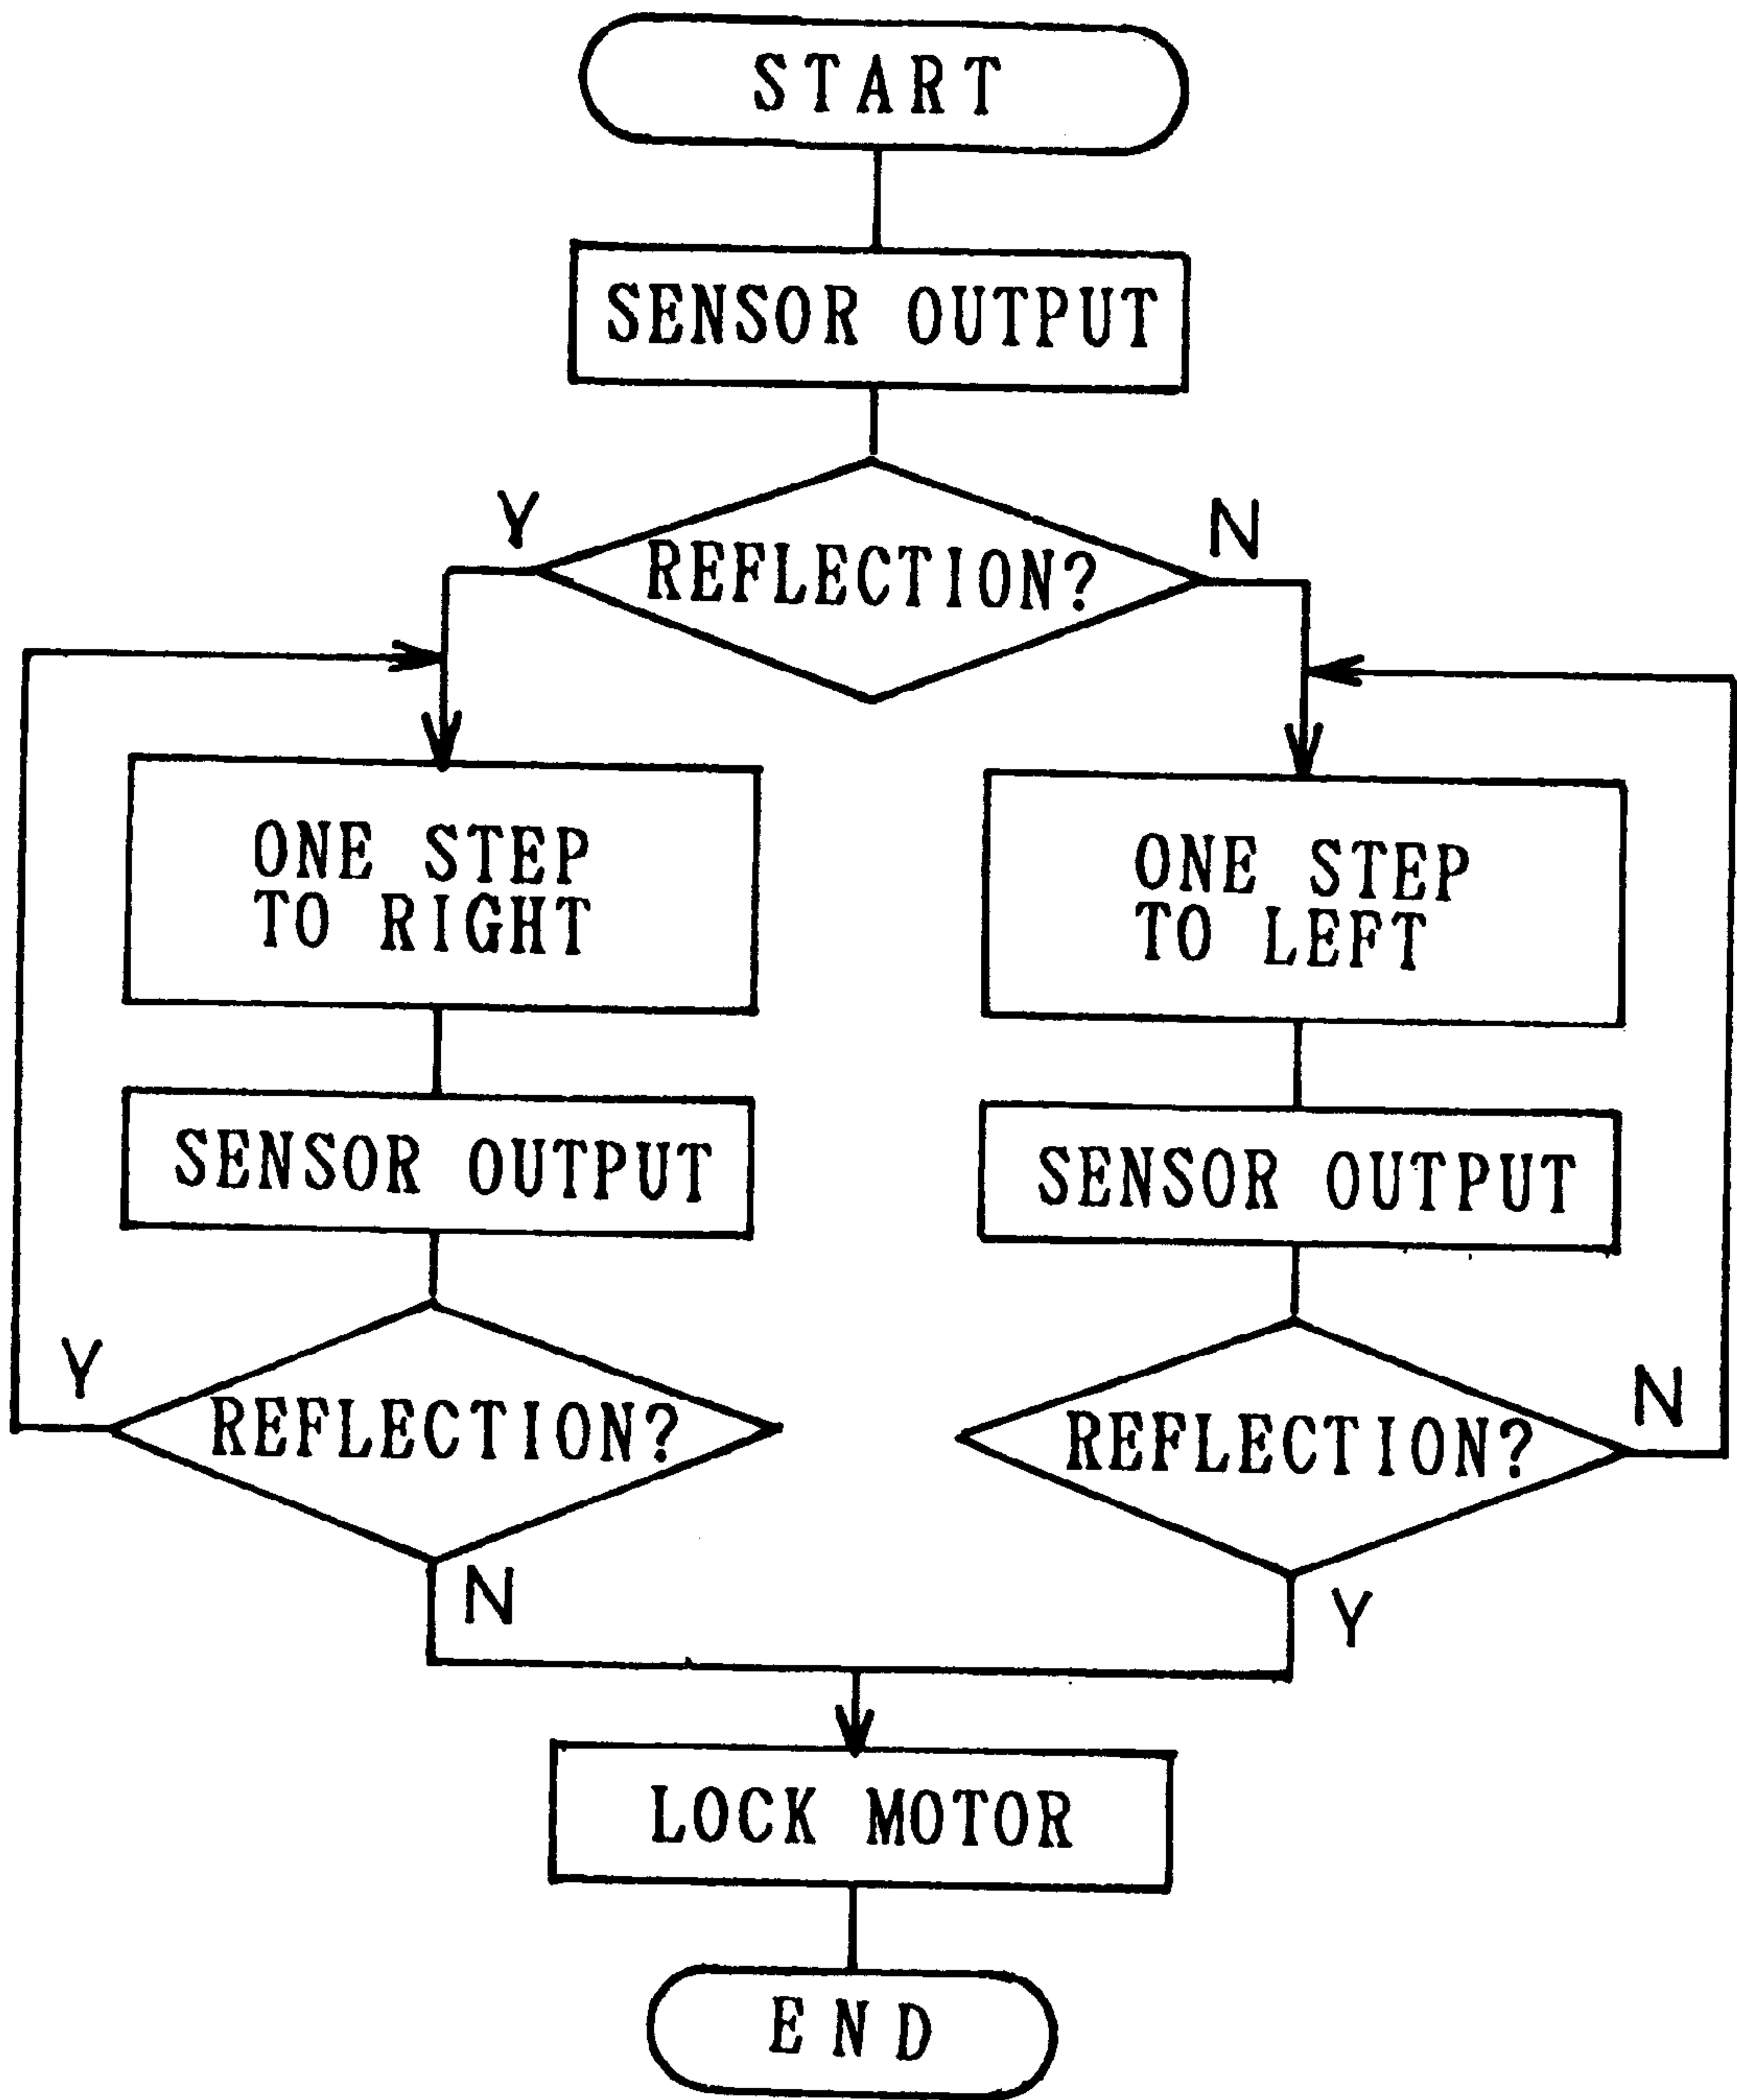 START
SENSOR OUTPUT
Y
N
REFLECTION?
ONE STEP
TO RIGHT
ONE STEP
TO LEFT
SENSOR OUTPUT
SENSOR OUTPUT
Y
REFLECTION?
N
REFLECTION?
N
Y
LOCK MOTOR
END